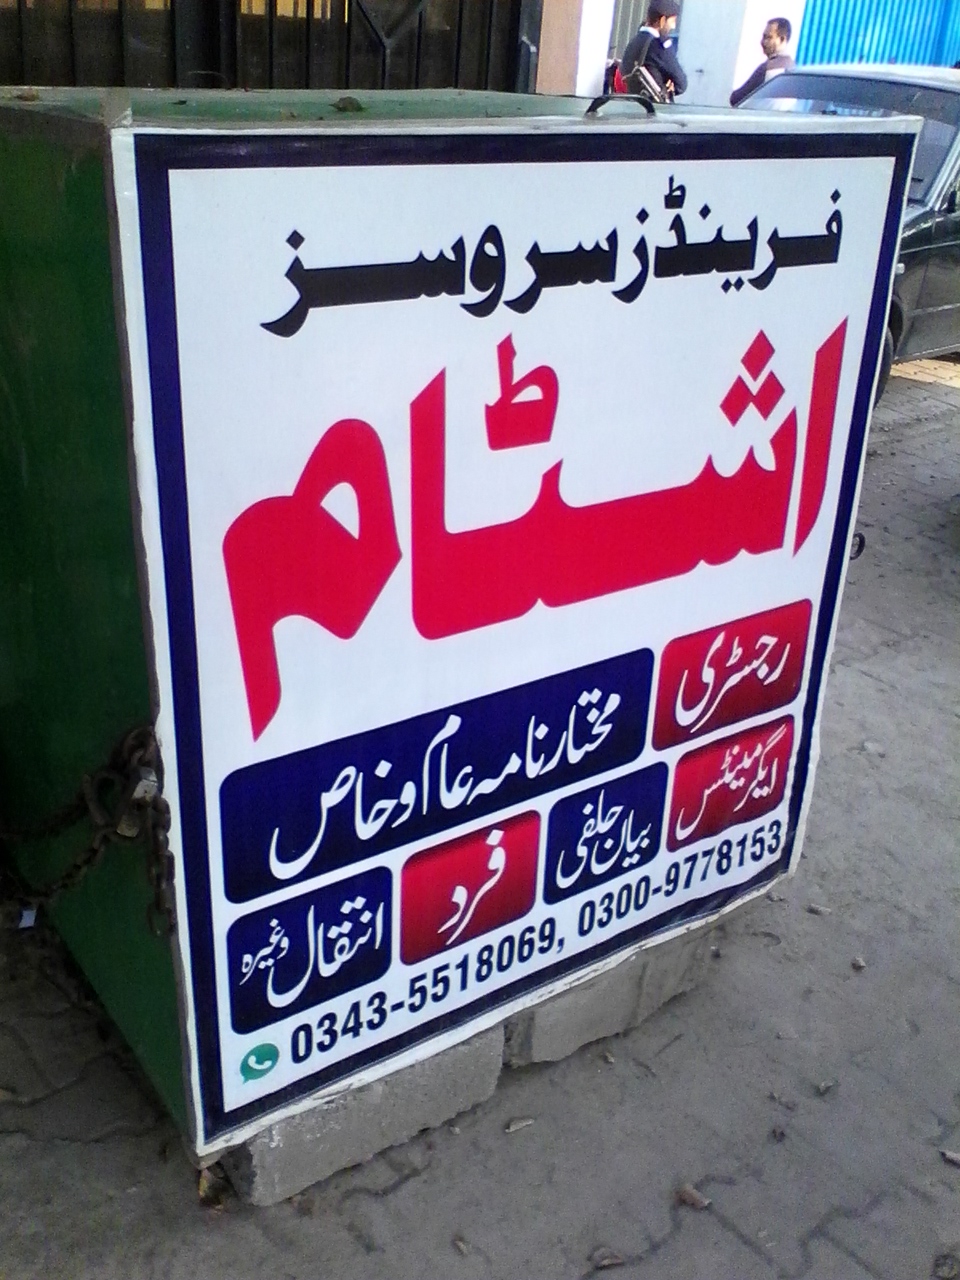 فرینڈز سروسز
اشٹام
رجسٹری
مختار نامہ عام و خاص
ایگریمینٹس
بیان حلفی
فرد
انتقال وغیرہ
0343-5518069, 0300-9778153